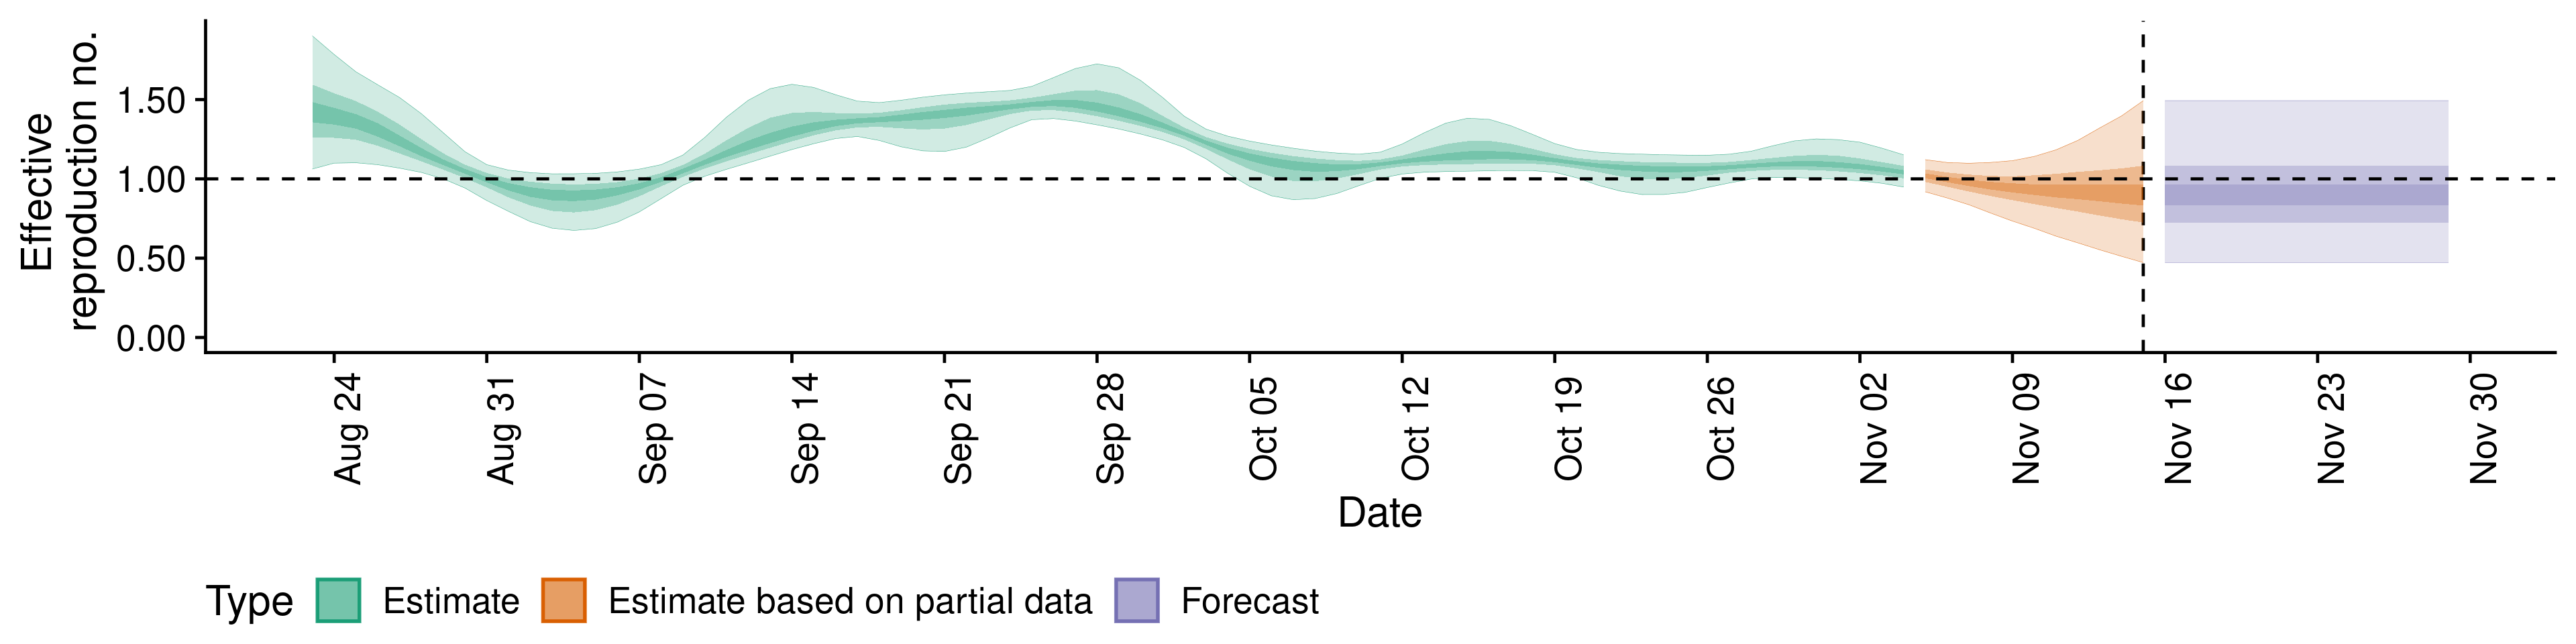 Effective
reproduction no.
1.50
1.00
0.50
0.00
Aug 24
Aug 31
Sep 07
Sep 14
Sep 21
Sep 28
Oct 05
Oct 12
Oct 19
Oct 26
Nov 02
Nov 09
Nov 16
Nov 23
Nov 30
Date
Type Estimate Estimate based on partial data Forecast